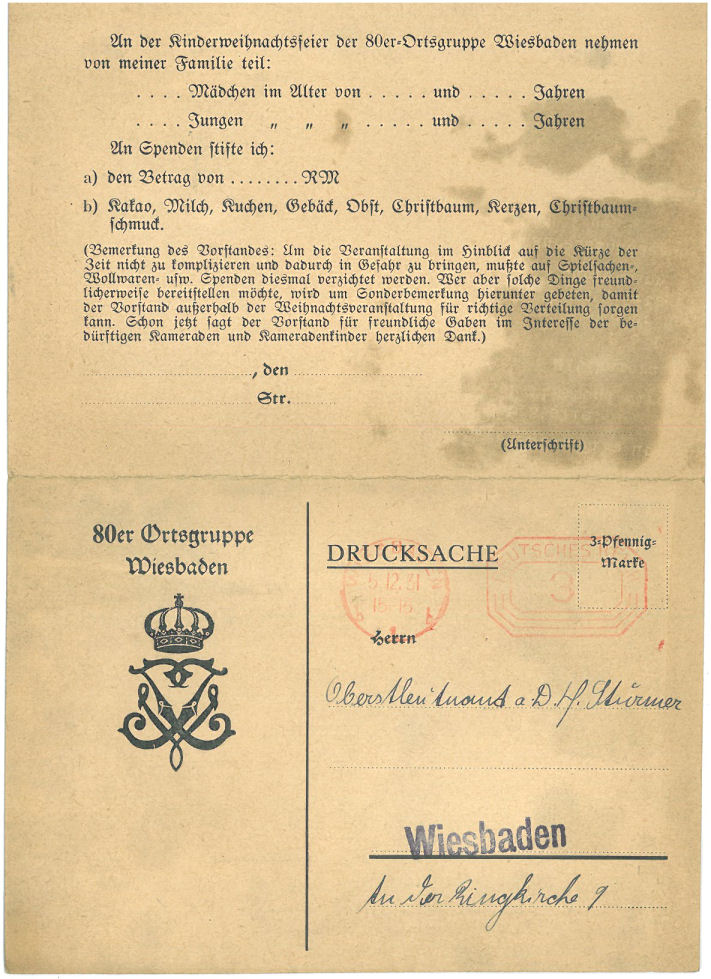 An der Kinderweihnachtsfeier der 80er-Ortsgruppe Wiesbaden nehmen
von meiner Familie teil:
. . . . Mädchen im Alter von . . . . . und . . . . . Jahren
. . . . Jungen „ „ „ . . . . . und . . . . . Jahren
An Spenden stifte ich:
a) den Betrag von . . . . . . . . RM
b) Kakao, Milch, Kuchen, Gebäck, Obst, Christbaum, Kerzen, Christbaum-
schmuck.
(Bemerkung des Vorstandes: Um die Veranstaltung im Hinblick auf die Kürze der
Zeit nicht zu komplizieren und dadurch in Gefahr zu bringen, mußte auf Spielsachen-,
Wollwaren- usw. Spenden diesmal verzichtet werden. Wer aber solche Dinge freund-
licherweise bereitstellen möchte, wird um Sonderbemerkung hierunter gebeten, damit
der Vorstand außerhalb der Weihnachtsveranstaltung für richtige Verteilung sorgen
kann. Schon jetzt sagt der Vorstand für freundliche Gaben im Interesse der be-
dürftigen Kameraden und Kameradenkinder herzlichen Dank.)
, den
Str.
(Unterschrift)
80er Ortsgruppe
Wiesbaden
DRUCKSACHE
3-Pfennig-
Marke
5.12.31
15-16
3
Herrn
Oberstleutnant a D. H. Stürmer
Wiesbaden
An der Ringkirche 9